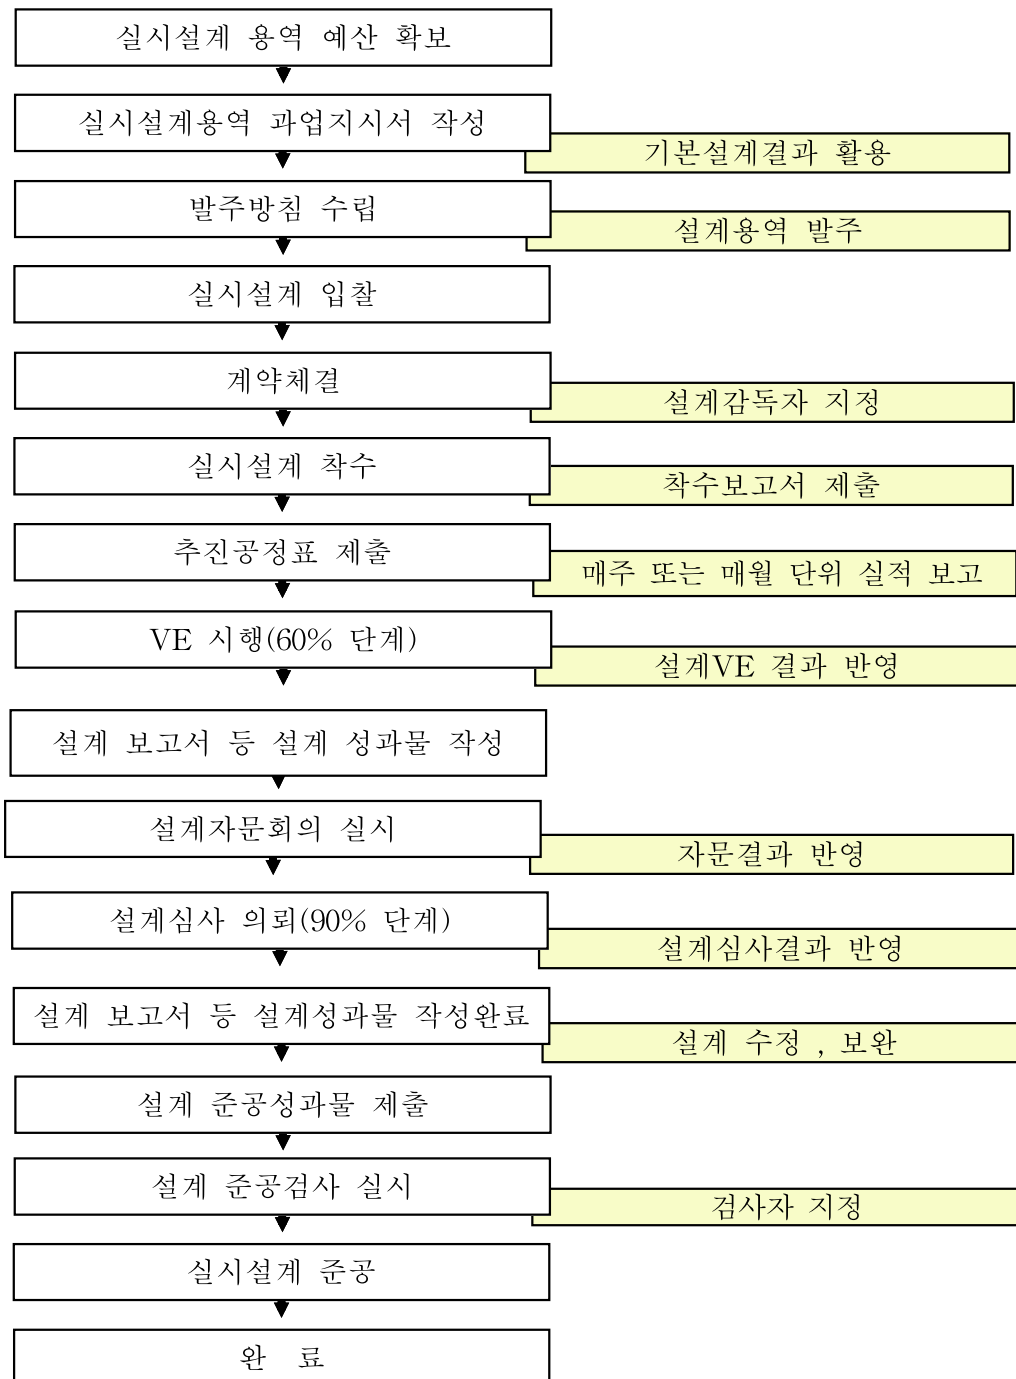 실시설계 용역 예산 확보
실시설계용역 과업지시서 작성
기본설계결과 활용
발주방침 수립
설계용역 발주
실시설계 입찰
계약체결
설계감독자 지정
실시설계 착수
착수보고서 제출
추진공정표 제출
매주 또는 매월 단위 실적 보고
VE 시행(60% 단계)
설계VE 결과 반영
설계 보고서 등 설계 성과물 작성
설계자문회의 실시
자문결과 반영
설계심사 의뢰(90% 단계)
설계심사결과 반영
설계 보고서 등 설계성과물 작성완료
설계 수정 , 보완
설계 준공성과물 제출
설계 준공검사 실시
검사자 지정
실시설계 준공
완 료